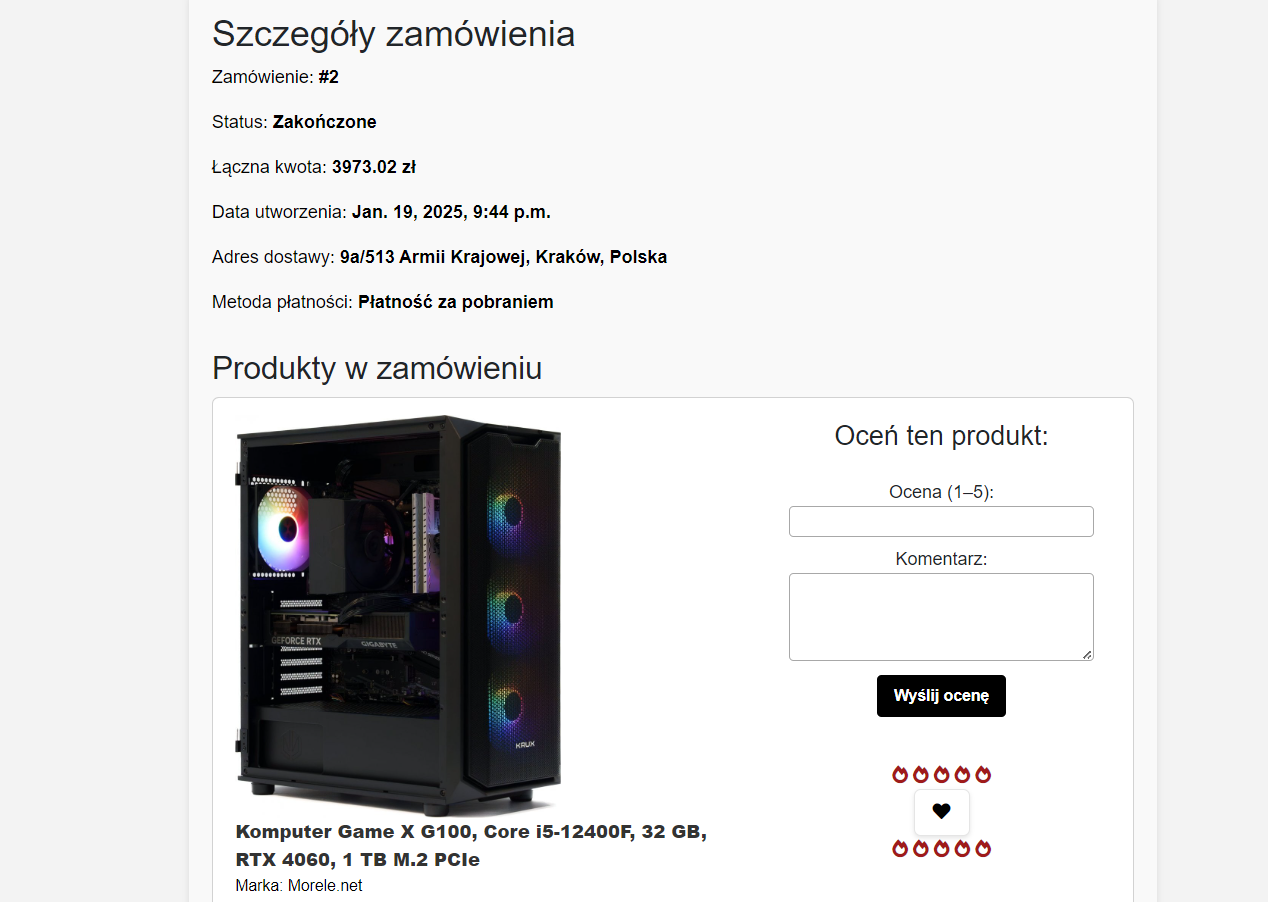 Szczegóły zamówienia
Zamówienie: #2
Status: Zakończone
Łączna kwota: 3973.02 zł
Data utworzenia: Jan. 19, 2025, 9:44 p.m.
Adres dostawy: 9a/513 Armii Krajowej, Kraków, Polska
Metoda płatności: Płatność za pobraniem
Produkty w zamówieniu
GEFORCE RTX
GIGABYTE
KRUX
Komputer Game X G100, Core i5-12400F, 32 GB,
RTX 4060, 1 TB M.2 PCIe
Marka: Morele.net
Oceń ten produkt:
Ocena (1–5):
Komentarz:
Wyślij ocenę